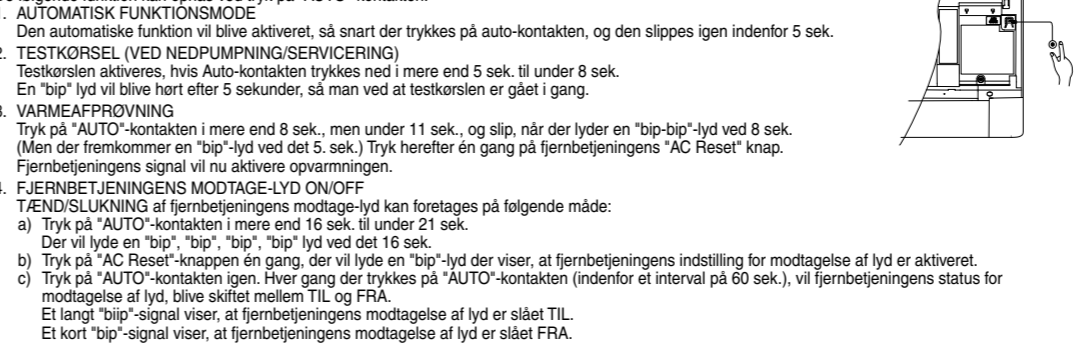 . AUTOMATISK FUNKTIONSMODE
Den automatiske funktion vil blive aktiveret, så snart der trykkes på auto-kontakten, og den slippes igen indenfor 5 sek.
2. TESTKØRSEL (VED NEDPUMPNING/SERVICERING)
Testkørslen aktiveres, hvis Auto-kontakten trykkes ned i mere end 5 sek. til under 8 sek.
En "bip" lyd vil blive hørt efter 5 sekunder, så man ved at testkørslen er gået i gang.
3. VARMEAFPRØVNING
Tryk på "AUTO"-kontakten i mere end 8 sek., men under 11 sek., og slip, når der lyder en "bip-bip"-lyd ved 8 sek.
(Men der fremkommer en "bip"-lyd ved det 5. sek.) Tryk herefter én gang på fjernbetjeningens "AC Reset" knap.
Fjernbetjeningens signal vil nu aktivere opvarmningen.
4. FJERNBETJENINGENS MODTAGE-LYD ON/OFF
TÆND/SLUKNING af fjernbetjeningens modtage-lyd kan foretages på følgende måde:
a) Tryk på "AUTO"-kontakten i mere end 16 sek. til under 21 sek.
Der vil lyde en "bip", "bip", "bip", "bip" lyd ved det 16 sek.
b) Tryk på "AC Reset"-knappen én gang, der vil lyde en "bip"-lyd der viser, at fjernbetjeningens indstilling for modtagelse af lyd er aktiveret.
c) Tryk på "AUTO"-kontakten igen. Hver gang der trykkes på "AUTO"-kontakten (indenfor et interval på 60 sek.), vil fjernbetjeningens status for
modtagelse af lyd, blive skiftet mellem TIL og FRA.
Et langt "biip"-signal viser, at fjernbetjeningens modtagelse af lyd er slået TIL.
Et kort "bip"-signal viser, at fjernbetjeningens modtagelse af lyd er slået FRA.